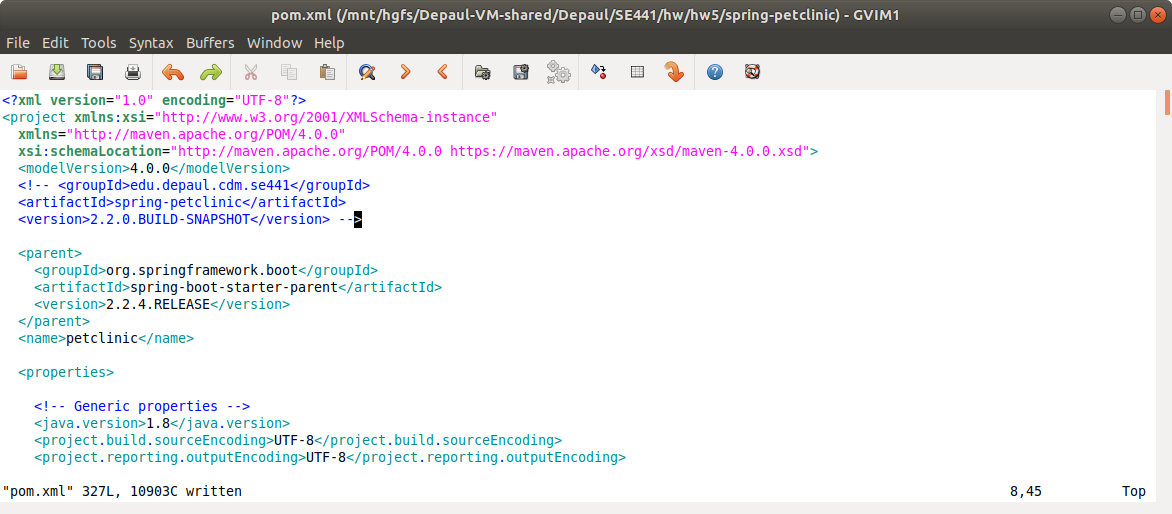 pom.xml (/mnt/hgfs/Depaul-VM-shared/Depaul/SE441/hw/hw5/spring-petclinic) - GVIM1
File Edit Tools Syntax Buffers Window Help
<?xml version="1.0" encoding="UTF-8"?>
<project xmlns:xsi="http://www.w3.org/2001/XMLSchema-instance"
  xmlns="http://maven.apache.org/POM/4.0.0"
  xsi:schemaLocation="http://maven.apache.org/POM/4.0.0 https://maven.apache.org/xsd/maven-4.0.0.xsd">
  <modelVersion>4.0.0</modelVersion>
  <!-- <groupId>edu.depaul.cdm.se441</groupId>
  <artifactId>spring-petclinic</artifactId>
  <version>2.2.0.BUILD-SNAPSHOT</version> -->
  <parent>
    <groupId>org.springframework.boot</groupId>
    <artifactId>spring-boot-starter-parent</artifactId>
    <version>2.2.4.RELEASE</version>
  </parent>
  <name>petclinic</name>
  <properties>
    <!-- Generic properties -->
    <java.version>1.8</java.version>
    <project.build.sourceEncoding>UTF-8</project.build.sourceEncoding>
    <project.reporting.outputEncoding>UTF-8</project.reporting.outputEncoding>
"pom.xml" 327L, 10903C written 8,45 Top